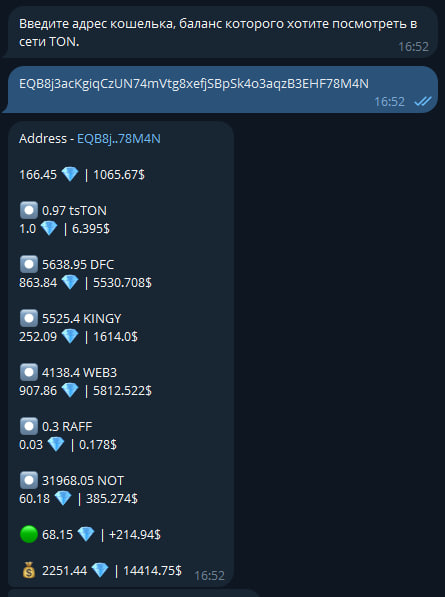 Введите адрес кошелька, баланс которого хотите посмотреть в
сети TON.
16:52
EQB8j3acKgiqCzUN74mVtg8xefjSBpSk4o3aqzB3EHF78M4N
16:52
Address - EQB8j..78M4N
166.45 💎 | 1065.67$
⏺ 0.97 tsTON
1.0 💎 | 6.395$
⏺ 5638.95 DFC
863.84 💎 | 5530.708$
⏺ 5525.4 KINGY
252.09 💎 | 1614.0$
⏺ 4138.4 WEB3
907.86 💎 | 5812.522$
⏺ 0.3 RAFF
0.03 💎 | 0.178$
⏺ 31968.05 NOT
60.18 💎 | 385.274$
🟢 68.15 💎 | +214.94$
💰 2251.44 💎 | 14414.75$
16:52